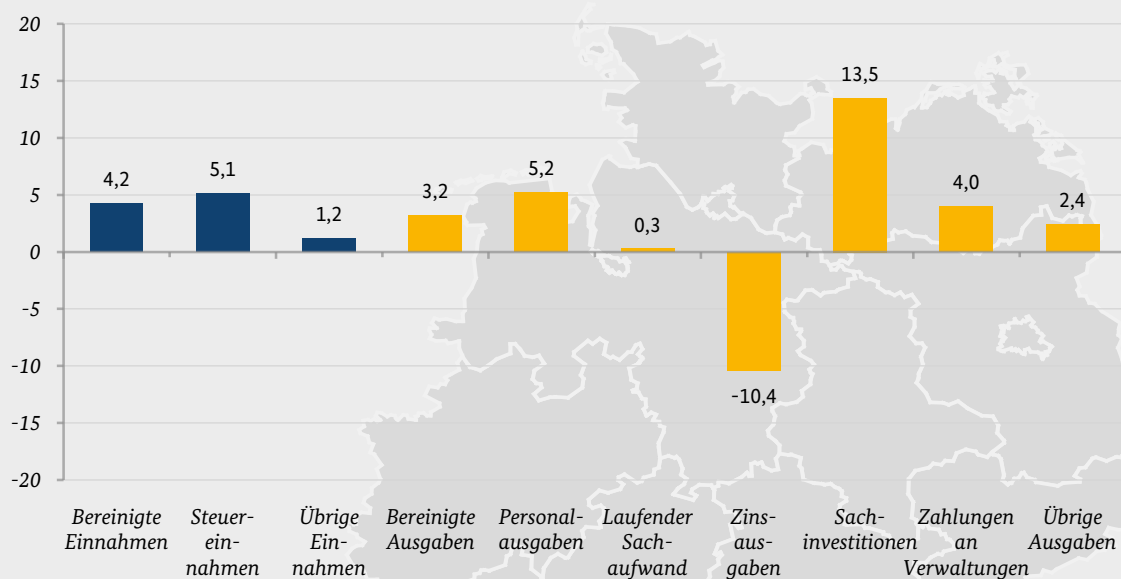 20
15
10
5
0
-5
-10
-15
-20
4,2
5,1
1,2
3,2
5,2
0,3
-10,4
13,5
4,0
2,4
Bereinigte
Einnahmen
Steuer-
ein-
nahmen
Übrige
Ein-
nahmen
Bereinigte
Ausgaben
Personal-
ausgaben
Laufender
Sach-
aufwand
Zins-
aus-
gaben
Sach-
investitionen
Zahlungen
an
Verwaltungen
Übrige
Ausgaben